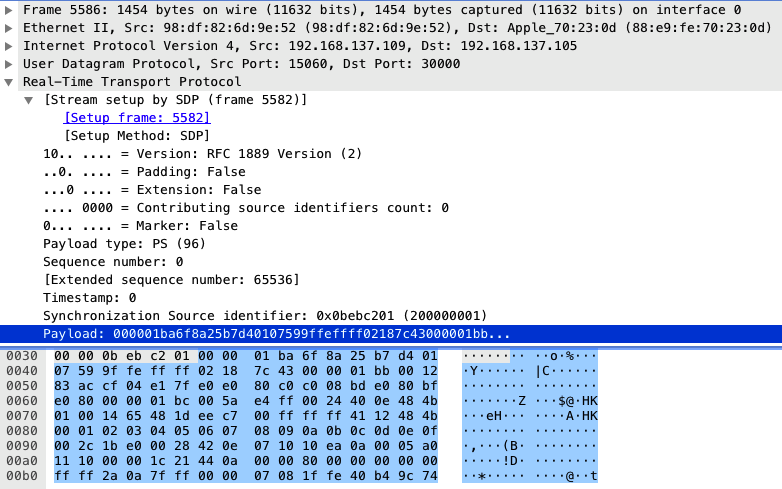 Frame 5586: 1454 bytes on wire (11632 bits), 1454 bytes captured (11632 bits) on interface 0
Ethernet II, Src: 98:df:82:6d:9e:52 (98:df:82:6d:9e:52), Dst: Apple_70:23:0d (88:e9:fe:70:23:0d)
Internet Protocol Version 4, Src: 192.168.137.109, Dst: 192.168.137.105
User Datagram Protocol, Src Port: 15060, Dst Port: 30000
Real-Time Transport Protocol
[Stream setup by SDP (frame 5582)]
[Setup frame: 5582]
[Setup Method: SDP]
10.. .... = Version: RFC 1889 Version (2)
..0. .... = Padding: False
...0 .... = Extension: False
.... 0000 = Contributing source identifiers count: 0
0... .... = Marker: False
Payload type: PS (96)
Sequence number: 0
[Extended sequence number: 65536]
Timestamp: 0
Synchronization Source identifier: 0x0bebc201 (200000001)
Payload: 000001ba6f8a25b7d40107599ffeffff02187c43000001bb...
0030 00 00 0b eb c2 01 00 00 01 ba 6f 8a 25 b7 d4 01 ·········· ··o·%···
0040 07 59 9f fe ff ff 02 18 7c 43 00 00 01 bb 00 12 ·Y······ |C······
0050 83 ac cf 04 e1 7f e0 e0 80 c0 c0 08 bd e0 80 bf ········ ········
0060 e0 80 00 00 01 bc 00 5a e4 ff 00 24 40 0e 48 4b ·······Z ···$@·HK
0070 01 00 14 65 48 1d ee c7 00 ff ff ff 41 12 48 4b ···eH··· ····A·HK
0080 00 01 02 03 04 05 06 07 08 09 0a 0b 0c 0d 0e 0f ········ ········
0090 00 2c 1b e0 00 28 42 0e 07 10 10 ea 0a 00 05 a0 ·,···(B· ········
00a0 11 10 00 00 1c 21 44 0a 00 00 80 00 00 00 00 00 ·····!D· ········
00b0 ff ff 2a 0a 7f ff 00 00 07 08 1f fe 40 b4 9c 74 ··*····· ····@··t